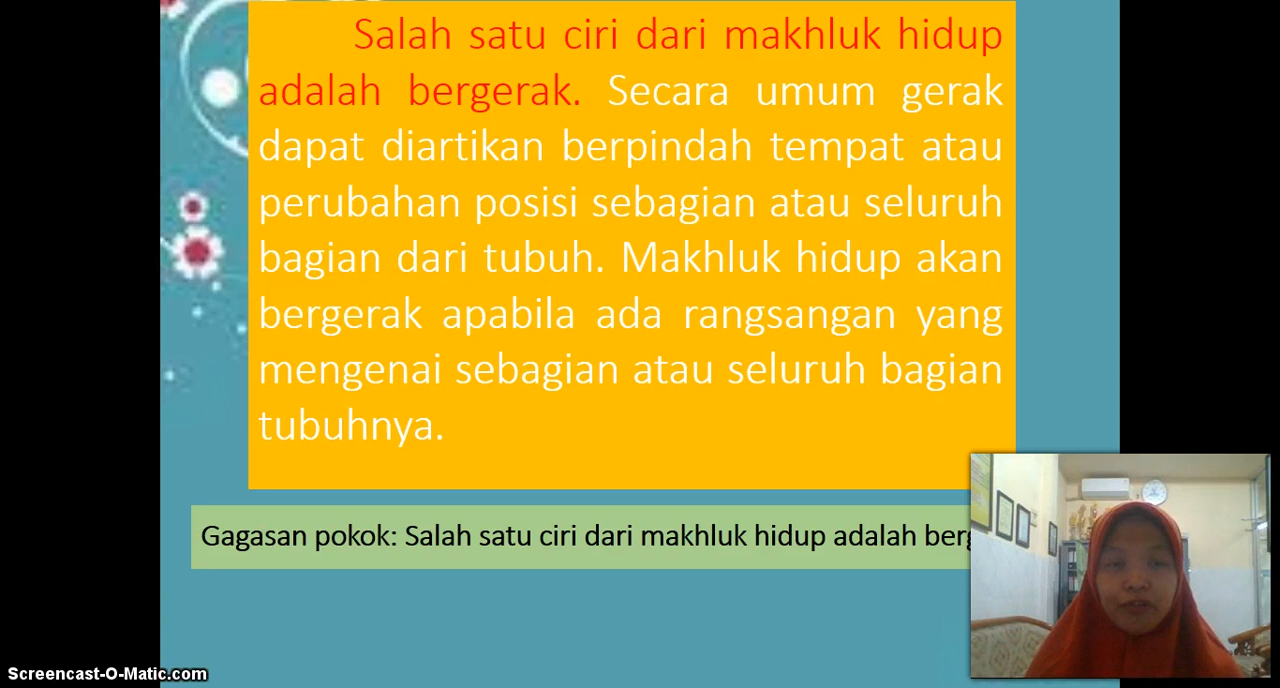 Salah satu ciri dari makhluk hidup
adalah bergerak. Secara umum gerak
dapat diartikan berpindah tempat atau
perubahan posisi sebagian atau seluruh
bagian dari tubuh. Makhluk hidup akan
bergerak apabila ada rangsangan yang
mengenai sebagian atau seluruh bagian
tubuhnya.
Gagasan pokok: Salah satu ciri dari makhluk hidup adalah
Screencast-O-Matic.com